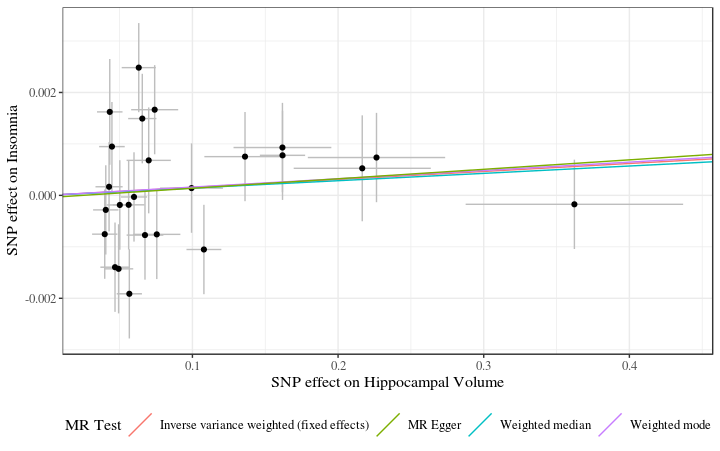 SNP effect on Insomnia
0.002
0.000
-0.002
0.1 0.2 0.3 0.4
SNP effect on Hippocampal Volume
MR Test Inverse variance weighted (fixed effects) MR Egger Weighted median Weighted mode